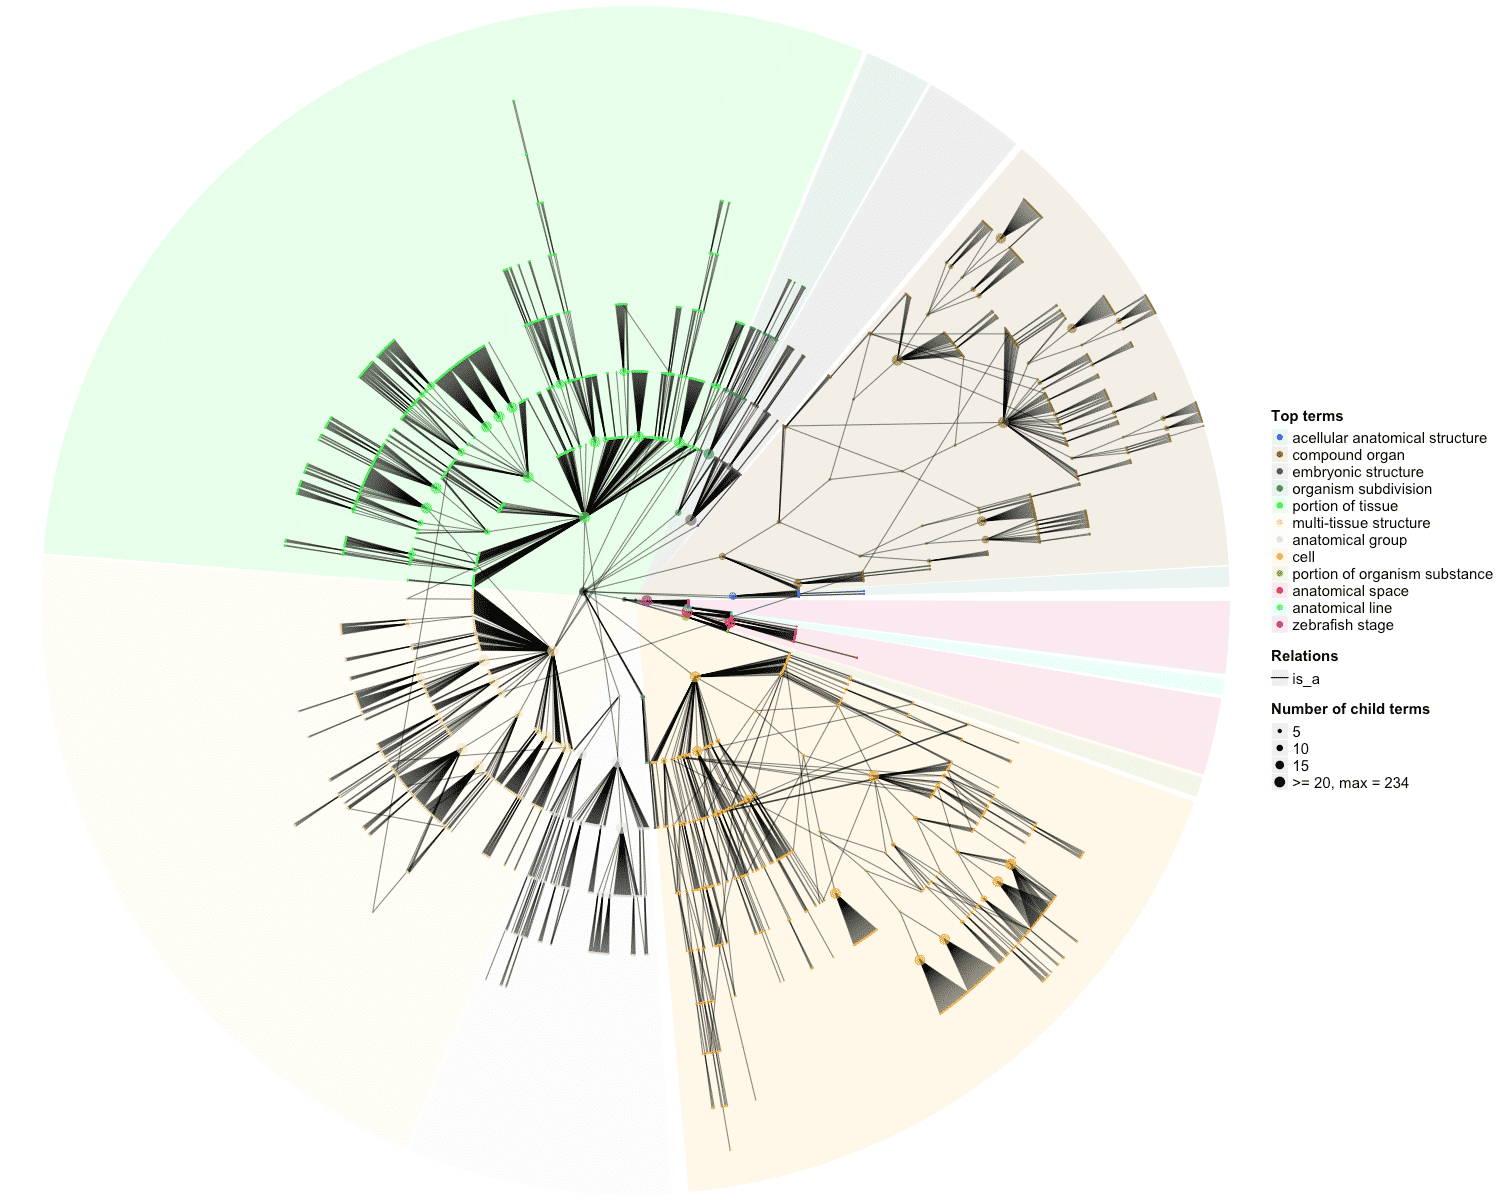 Top terms
acellular anatomical structure
compound organ
embryonic structure
organism subdivision
portion of tissue
multi-tissue structure
anatomical group
cell
portion of organism substance
anatomical space
anatomical line
zebrafish stage
Relations
is_a
Number of child terms
5
10
15
>= 20, max = 234